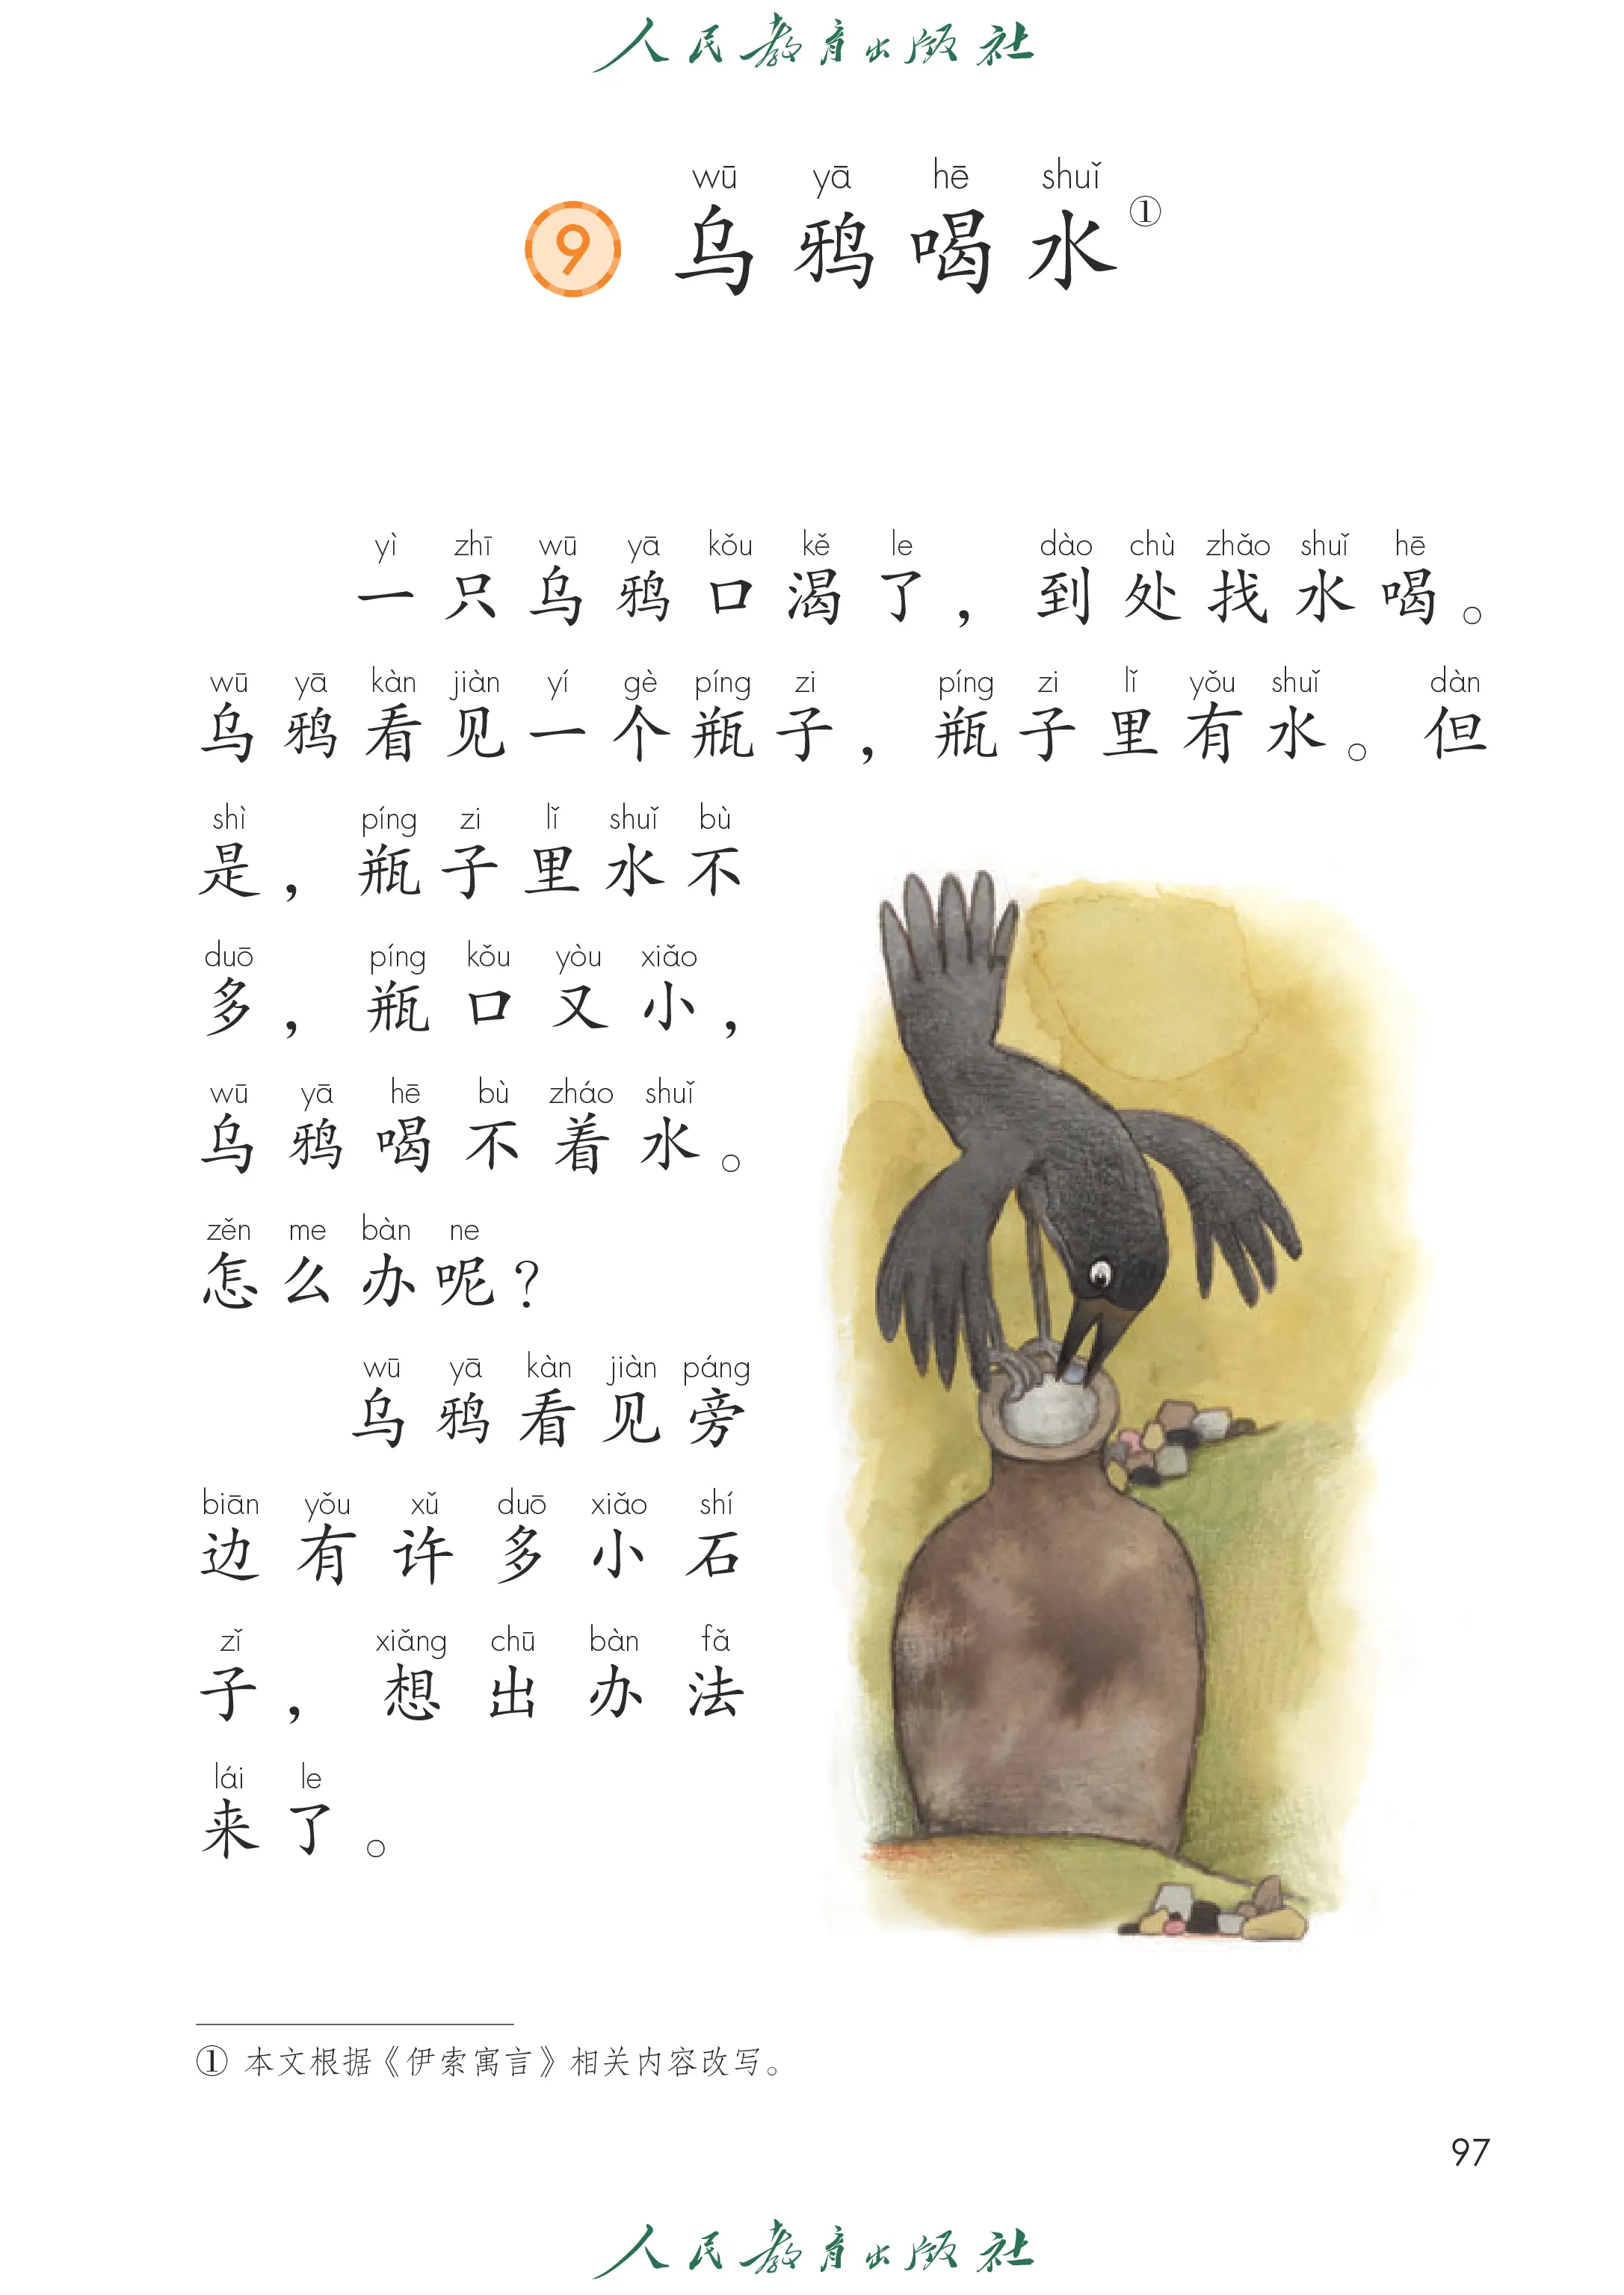 人民教育出版社
wū yā hē shuǐ
9 乌鸦喝水①
yì zhī wū yā kǒu kě le dào chù zhǎo shuǐ hē
一只乌鸦口渴了，到处找水喝。
wū yā kàn jiàn yí gè píng zi píng zi lǐ yǒu shuǐ dàn
乌鸦看见一个瓶子，瓶子里有水。但
shì píng zi lǐ shuǐ bù
是，瓶子里水不
duō píng kǒu yòu xiǎo
多，瓶口又小，
wū yā hē bù zháo shuǐ
乌鸦喝不着水。
zěn me bàn ne
怎么办呢？
wū yā kàn jiàn páng
乌鸦看见旁
biān yǒu xǔ duō xiǎo shí
边有许多小石
zǐ xiǎng chū bàn fǎ
子，想出办法
lái le
来了。
① 本文根据《伊索寓言》相关内容改写。
97
人民教育出版社